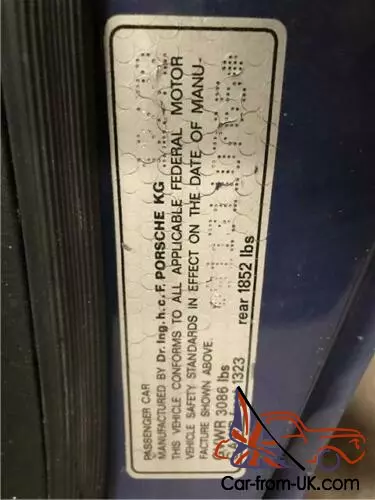 PASSENGER CAR
MANUFACTURED BY Dr. Ing. h. c. F. PORSCHE KG
THIS VEHICLE CONFORMS TO ALL APPLICABLE FEDERAL MOTOR
VEHICLE SAFETY STANDARDS IN EFFECT ON THE DATE OF MANU-
FACTURE SHOWN ABOVE.
3086 lbs
1323 rear 1852 lbs
Car-from-UK.com